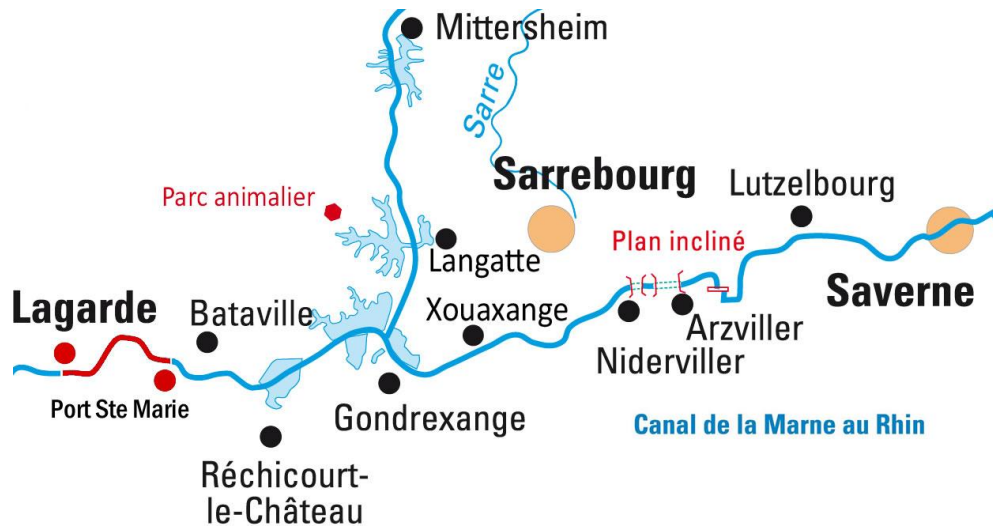 Mittersheim
Sarre
Sarrebourg
Lutzelbourg
Parc animalier
Plan incliné
Langatte
Saverne
Lagarde
Bataville
Xouaxange
Arzviller
Niderviller
Port Ste Marie
Gondrexange
Canal de la Marne au Rhin
Réchicourt-
le-Château